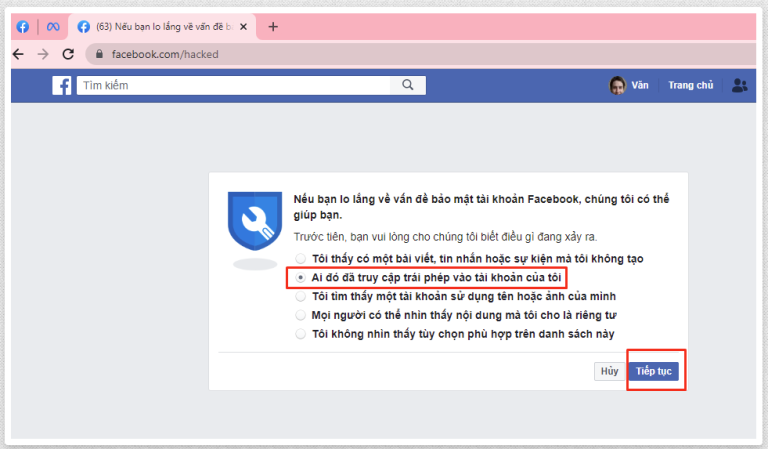 (63) Nếu bạn lo lắng về vấn đề b
facebook.com/hacked
Tìm kiếm
Văn
Trang chủ
Nếu bạn lo lắng về vấn đề bảo mật tài khoản Facebook, chúng tôi có thể
giúp bạn.
Trước tiên, bạn vui lòng cho chúng tôi biết điều gì đang xảy ra.
Tôi thấy có một bài viết, tin nhắn hoặc sự kiện mà tôi không tạo
Ai đó đã truy cập trái phép vào tài khoản của tôi
Tôi tìm thấy một tài khoản sử dụng tên hoặc ảnh của mình
Mọi người có thể nhìn thấy nội dung mà tôi cho là riêng tư
Tôi không nhìn thấy tùy chọn phù hợp trên danh sách này
Hủy
Tiếp tục